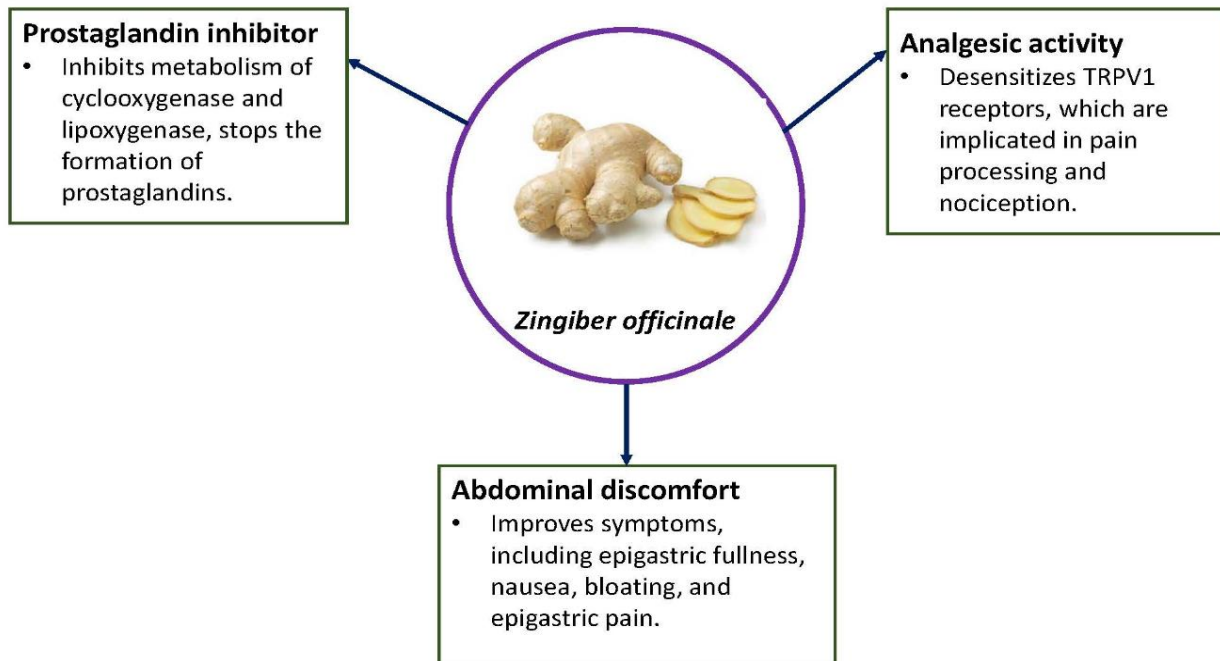 Prostaglandin inhibitor
• Inhibits metabolism of
cyclooxygenase and
lipoxygenase, stops the
formation of
prostaglandins.
Analgesic activity
• Desensitizes TRPV1
receptors, which are
implicated in pain
processing and
nociception.
Zingiber officinale
Abdominal discomfort
• Improves symptoms,
including epigastric fullness,
nausea, bloating, and
epigastric pain.